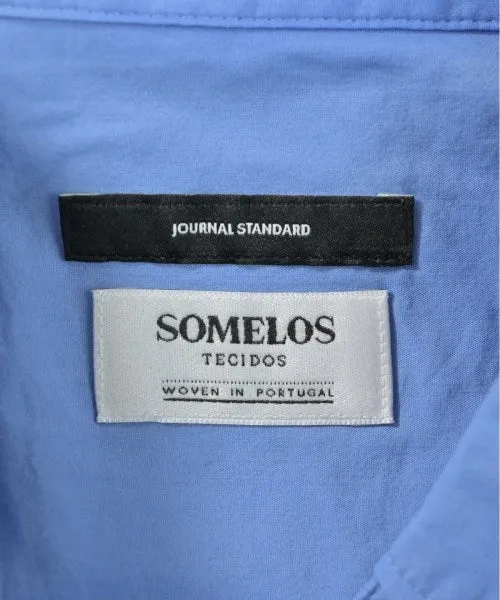 JOURNAL STANDARD
SOMELOS
TECIDOS
WOVEN IN PORTUGAL